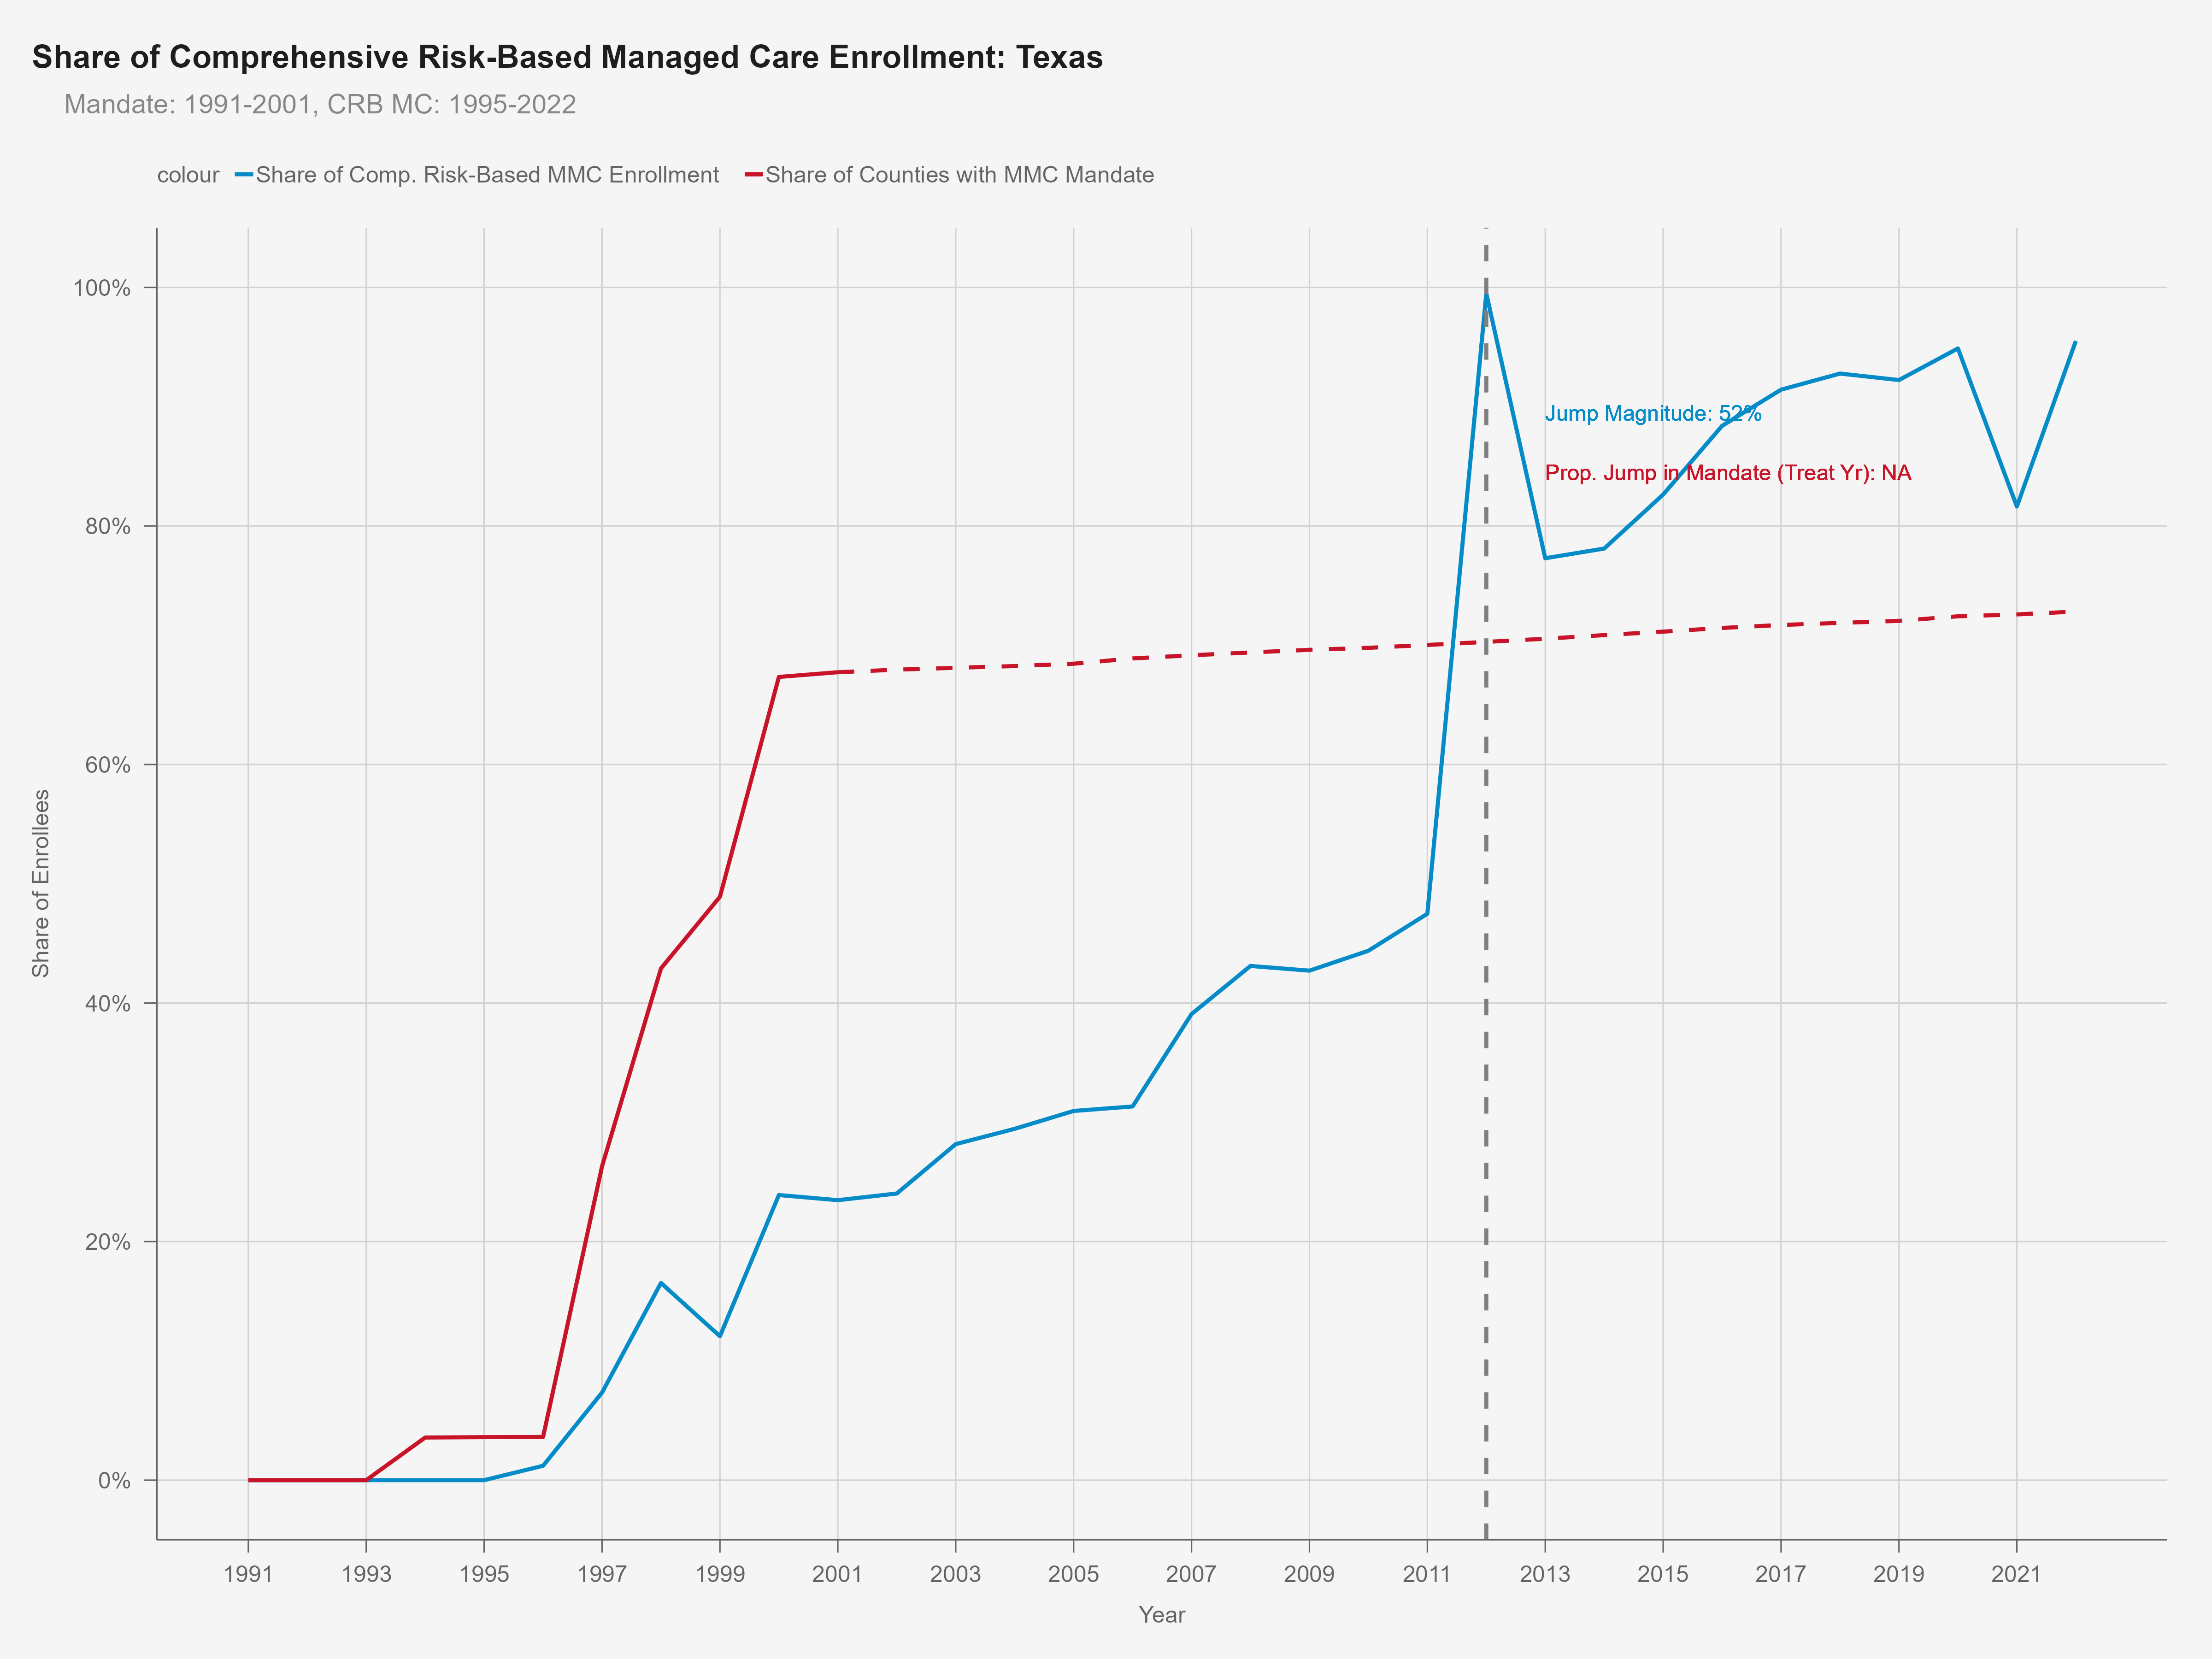 Share of Comprehensive Risk-Based Managed Care Enrollment: Texas
Mandate: 1991-2001, CRB MC: 1995-2022
colour Share of Comp. Risk-Based MMC Enrollment Share of Counties with MMC Mandate
100%
80%
60%
40%
20%
0%
Share of Enrollees
Jump Magnitude: 52%
Prop. Jump in Mandate (Treat Yr): NA
1991 1993 1995 1997 1999 2001 2003 2005 2007 2009 2011 2013 2015 2017 2019 2021
Year